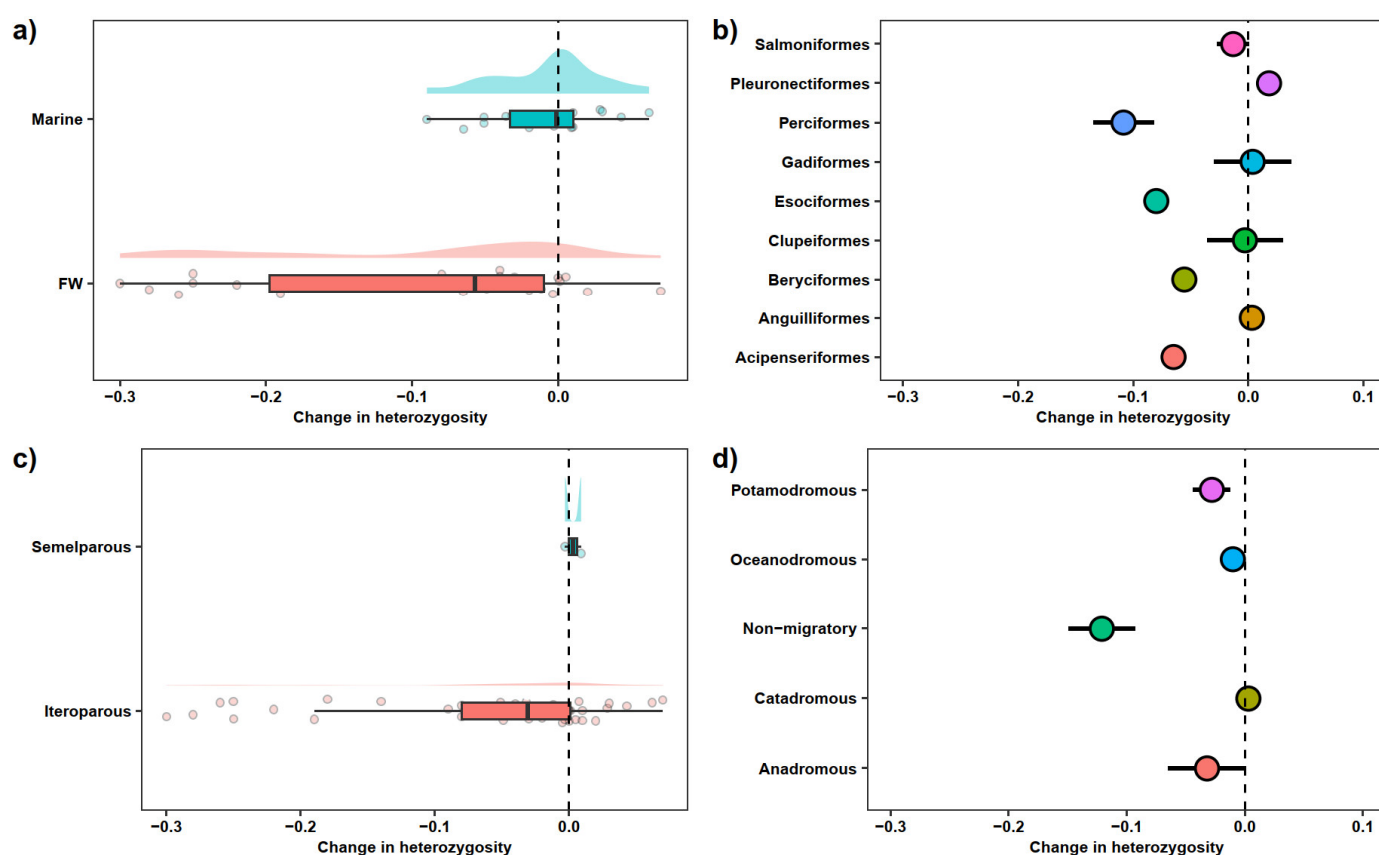 a)
Marine
FW
−0.3 −0.2 −0.1 0.0
Change in heterozygosity
b)
Salmoniformes
Pleuronectiformes
Perciformes
Gadiformes
Esociformes
Clupeiformes
Beryciformes
Anguilliformes
Acipenseriformes
−0.3 −0.2 −0.1 0.0 0.1
Change in heterozygosity
c)
Semelparous
Iteroparous
−0.3 −0.2 −0.1 0.0
Change in heterozygosity
d)
Potamodromous
Oceanodromous
Non−migratory
Catadromous
Anadromous
−0.3 −0.2 −0.1 0.0 0.1
Change in heterozygosity